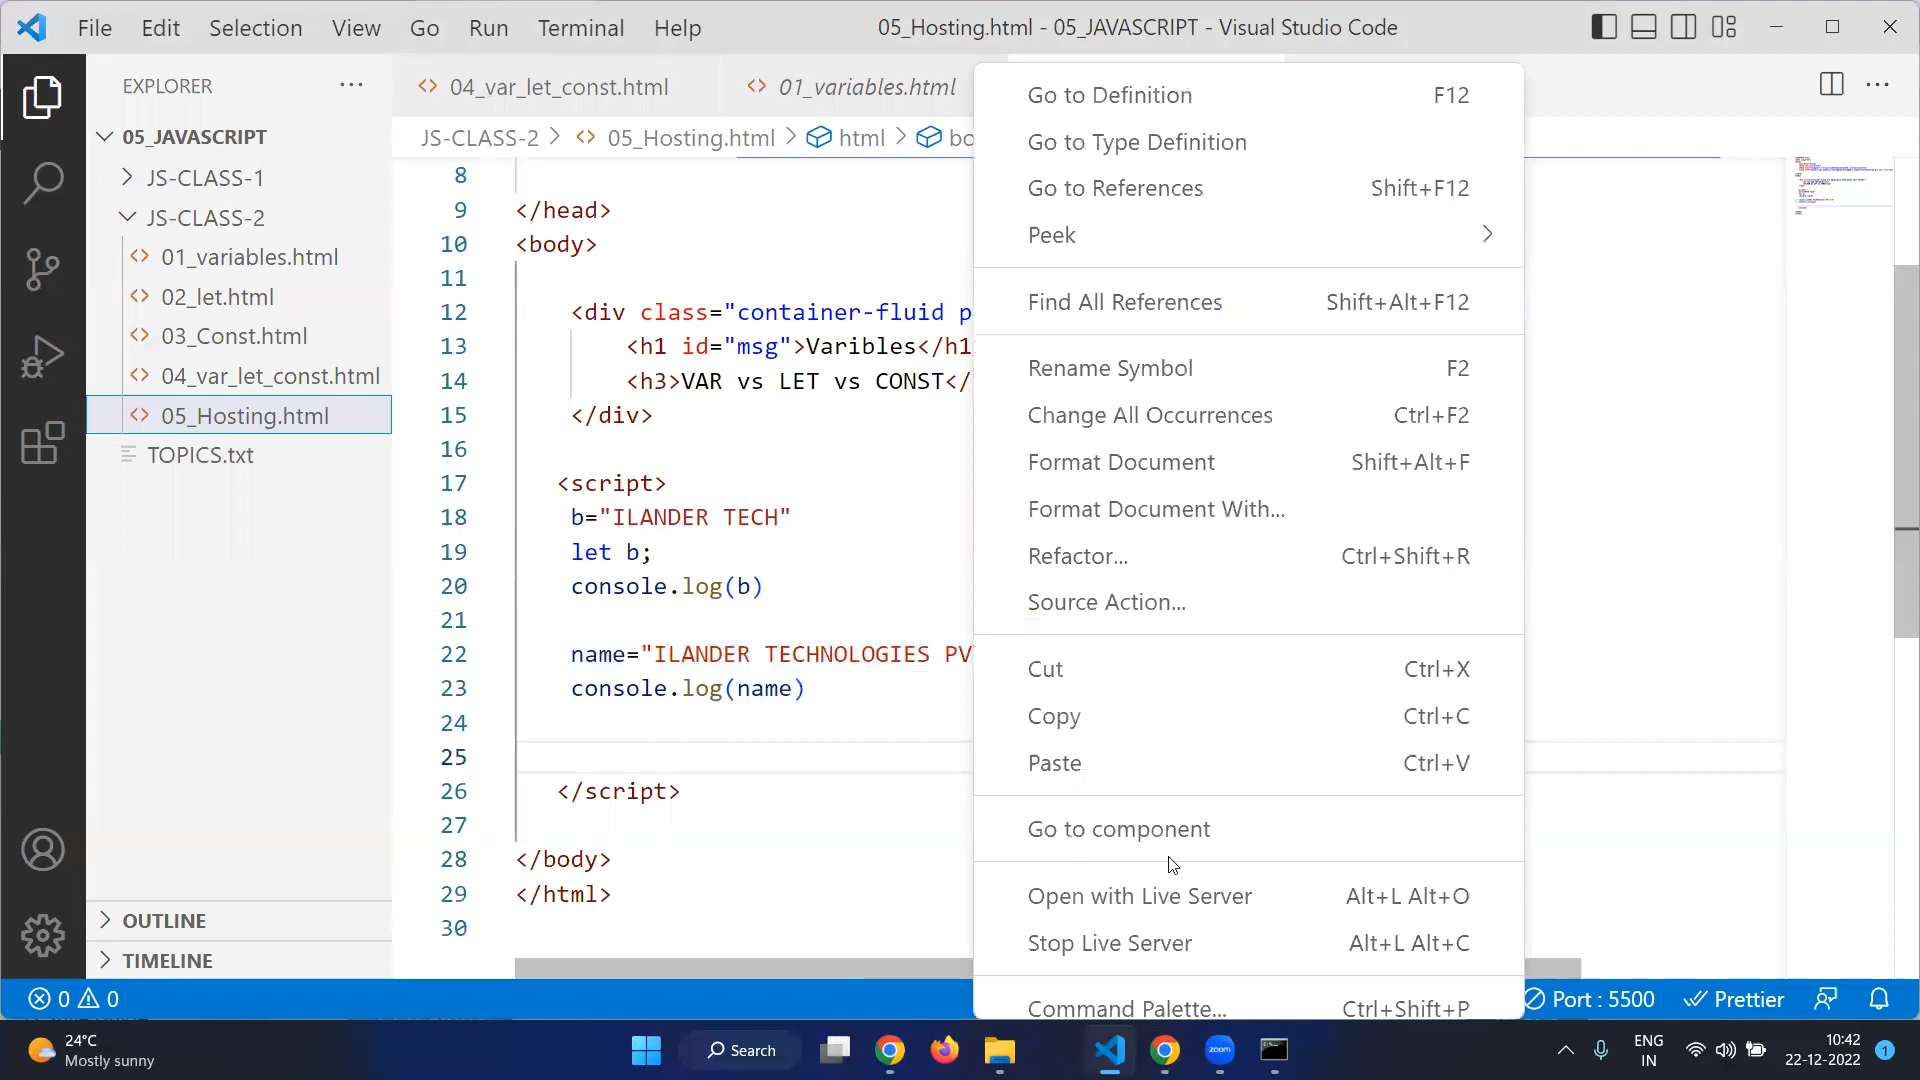 File Edit Selection View Go Run Terminal Help
05_Hosting.html - 05_JAVASCRIPT - Visual Studio Code
EXPLORER
05_JAVASCRIPT
JS-CLASS-1
JS-CLASS-2
01_variables.html
02_let.html
03_Const.html
04_var_let_const.html
05_Hosting.html
TOPICS.txt
OUTLINE
TIMELINE
04_var_let_const.html
01_variables.html
JS-CLASS-2 > 05_Hosting.html > html > bo
8
9 </head>
10 <body>
11
12 <div class="container-fluid p
13 <h1 id="msg">Varibles</h1
14 <h3>VAR vs LET vs CONST</
15 </div>
16
17 <script>
18 b="ILANDER TECH"
19 let b;
20 console.log(b)
21
22 name="ILANDER TECHNOLOGIES PV
23 console.log(name)
24
25
26 </script>
27
28 </body>
29 </html>
30
Go to Definition F12
Go to Type Definition
Go to References Shift+F12
Peek
Find All References Shift+Alt+F12
Rename Symbol F2
Change All Occurrences Ctrl+F2
Format Document Shift+Alt+F
Format Document With...
Refactor... Ctrl+Shift+R
Source Action...
Cut Ctrl+X
Copy Ctrl+C
Paste Ctrl+V
Go to component
Open with Live Server Alt+L Alt+O
Stop Live Server Alt+L Alt+C
Command Palette... Ctrl+Shift+P
0 0
Port : 5500 Prettier
24°C
Mostly sunny
Search
zoom
ENG
IN
10:42
22-12-2022
1